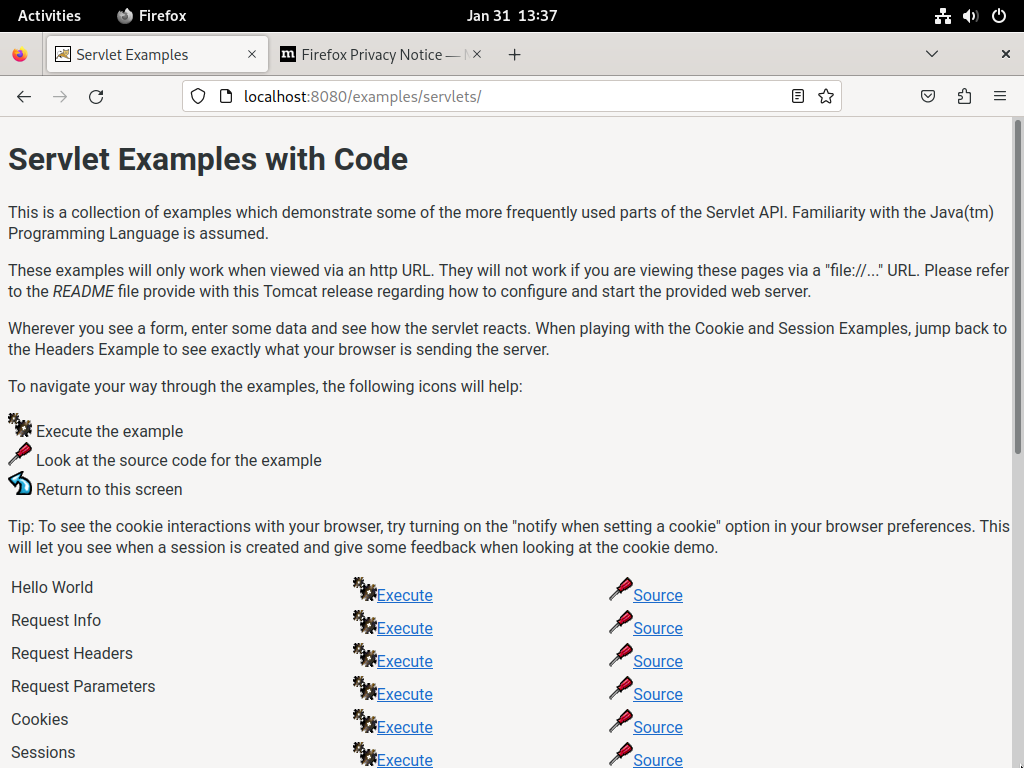 Activities Firefox Jan 31 13:37
Servlet Examples Firefox Privacy Notice —
localhost:8080/examples/servlets/
Servlet Examples with Code
This is a collection of examples which demonstrate some of the more frequently used parts of the Servlet API. Familiarity with the Java(tm)
Programming Language is assumed.
These examples will only work when viewed via an http URL. They will not work if you are viewing these pages via a "file://..." URL. Please refer
to the README file provide with this Tomcat release regarding how to configure and start the provided web server.
Wherever you see a form, enter some data and see how the servlet reacts. When playing with the Cookie and Session Examples, jump back to
the Headers Example to see exactly what your browser is sending the server.
To navigate your way through the examples, the following icons will help:
Execute the example
Look at the source code for the example
Return to this screen
Tip: To see the cookie interactions with your browser, try turning on the "notify when setting a cookie" option in your browser preferences. This
will let you see when a session is created and give some feedback when looking at the cookie demo.
Hello World Execute Source
Request Info Execute Source
Request Headers Execute Source
Request Parameters Execute Source
Cookies Execute Source
Sessions Execute Source